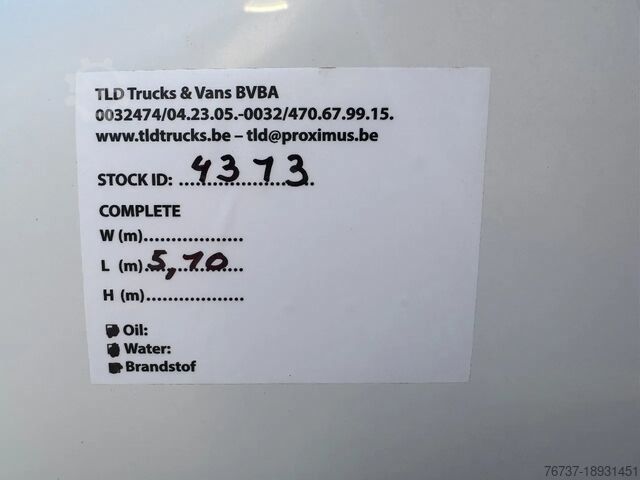 TLD Trucks & Vans BVBA
0032474/04.23.05.-0032/470.67.99.15.
www.tldtrucks.be – tld@proximus.be
STOCK ID: ...4373...
COMPLETE
W (m)..................
L (m) 5,70
H (m)..................
Oil:
Water:
Brandstof
76737-18931451